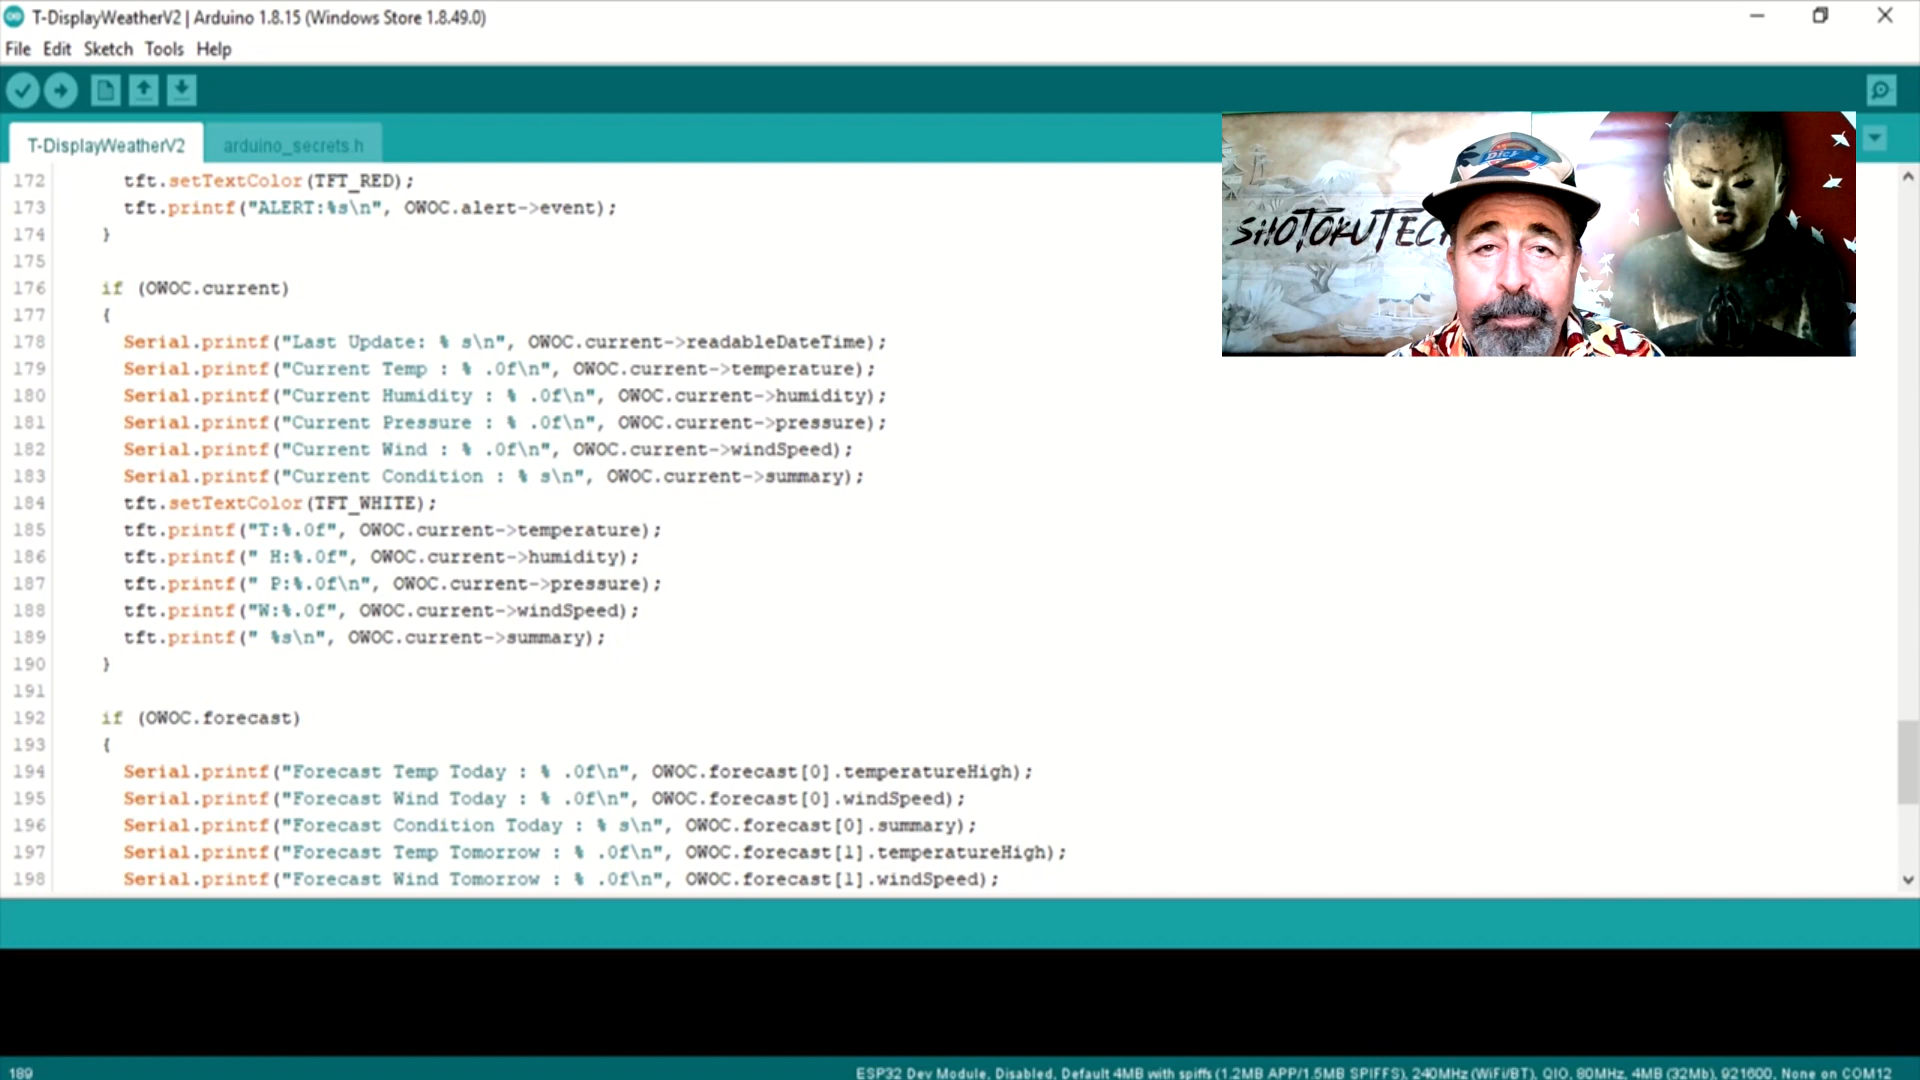 T-DisplayWeatherV2 | Arduino 1.8.15 (Windows Store 1.8.49.0)
File Edit Sketch Tools Help
T-DisplayWeatherV2 arduino_secrets.h
172 tft.setTextColor(TFT_RED);
173 tft.printf("ALERT:%s\n", OWOC.alert->event);
174 }
175
176 if (OWOC.current)
177 {
178 Serial.printf("Last Update: % s\n", OWOC.current->readableDateTime);
179 Serial.printf("Current Temp : % .0f\n", OWOC.current->temperature);
180 Serial.printf("Current Humidity : % .0f\n", OWOC.current->humidity);
181 Serial.printf("Current Pressure : % .0f\n", OWOC.current->pressure);
182 Serial.printf("Current Wind : % .0f\n", OWOC.current->windSpeed);
183 Serial.printf("Current Condition : % s\n", OWOC.current->summary);
184 tft.setTextColor(TFT_WHITE);
185 tft.printf("T:%.0f", OWOC.current->temperature);
186 tft.printf(" H:%.0f", OWOC.current->humidity);
187 tft.printf(" P:%.0f\n", OWOC.current->pressure);
188 tft.printf("W:%.0f", OWOC.current->windSpeed);
189 tft.printf(" %s\n", OWOC.current->summary);
190 }
191
192 if (OWOC.forecast)
193 {
194 Serial.printf("Forecast Temp Today : % .0f\n", OWOC.forecast[0].temperatureHigh);
195 Serial.printf("Forecast Wind Today : % .0f\n", OWOC.forecast[0].windSpeed);
196 Serial.printf("Forecast Condition Today : % s\n", OWOC.forecast[0].summary);
197 Serial.printf("Forecast Temp Tomorrow : % .0f\n", OWOC.forecast[1].temperatureHigh);
198 Serial.printf("Forecast Wind Tomorrow : % .0f\n", OWOC.forecast[1].windSpeed);
SHOTOKUTECH
189 ESP32 Dev Module, Disabled, Default 4MB with spiffs (1.2MB APP/1.5MB SPIFFS), 240MHz (WiFi/BT), QIO, 80MHz, 4MB (32Mb), 921600, None on COM12